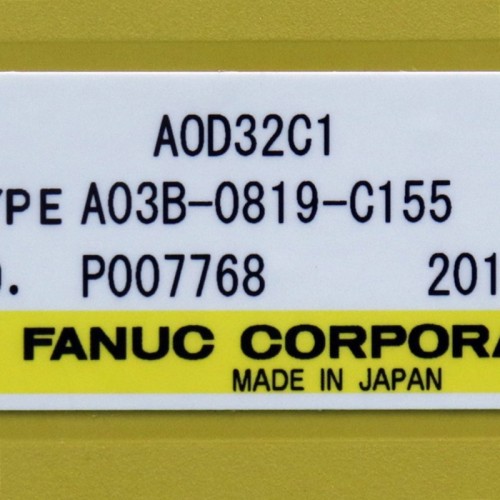 AOD32C1
YPE A03B-0819-C155
O. P007768 201
FANUC CORPORA
MADE IN JAPAN